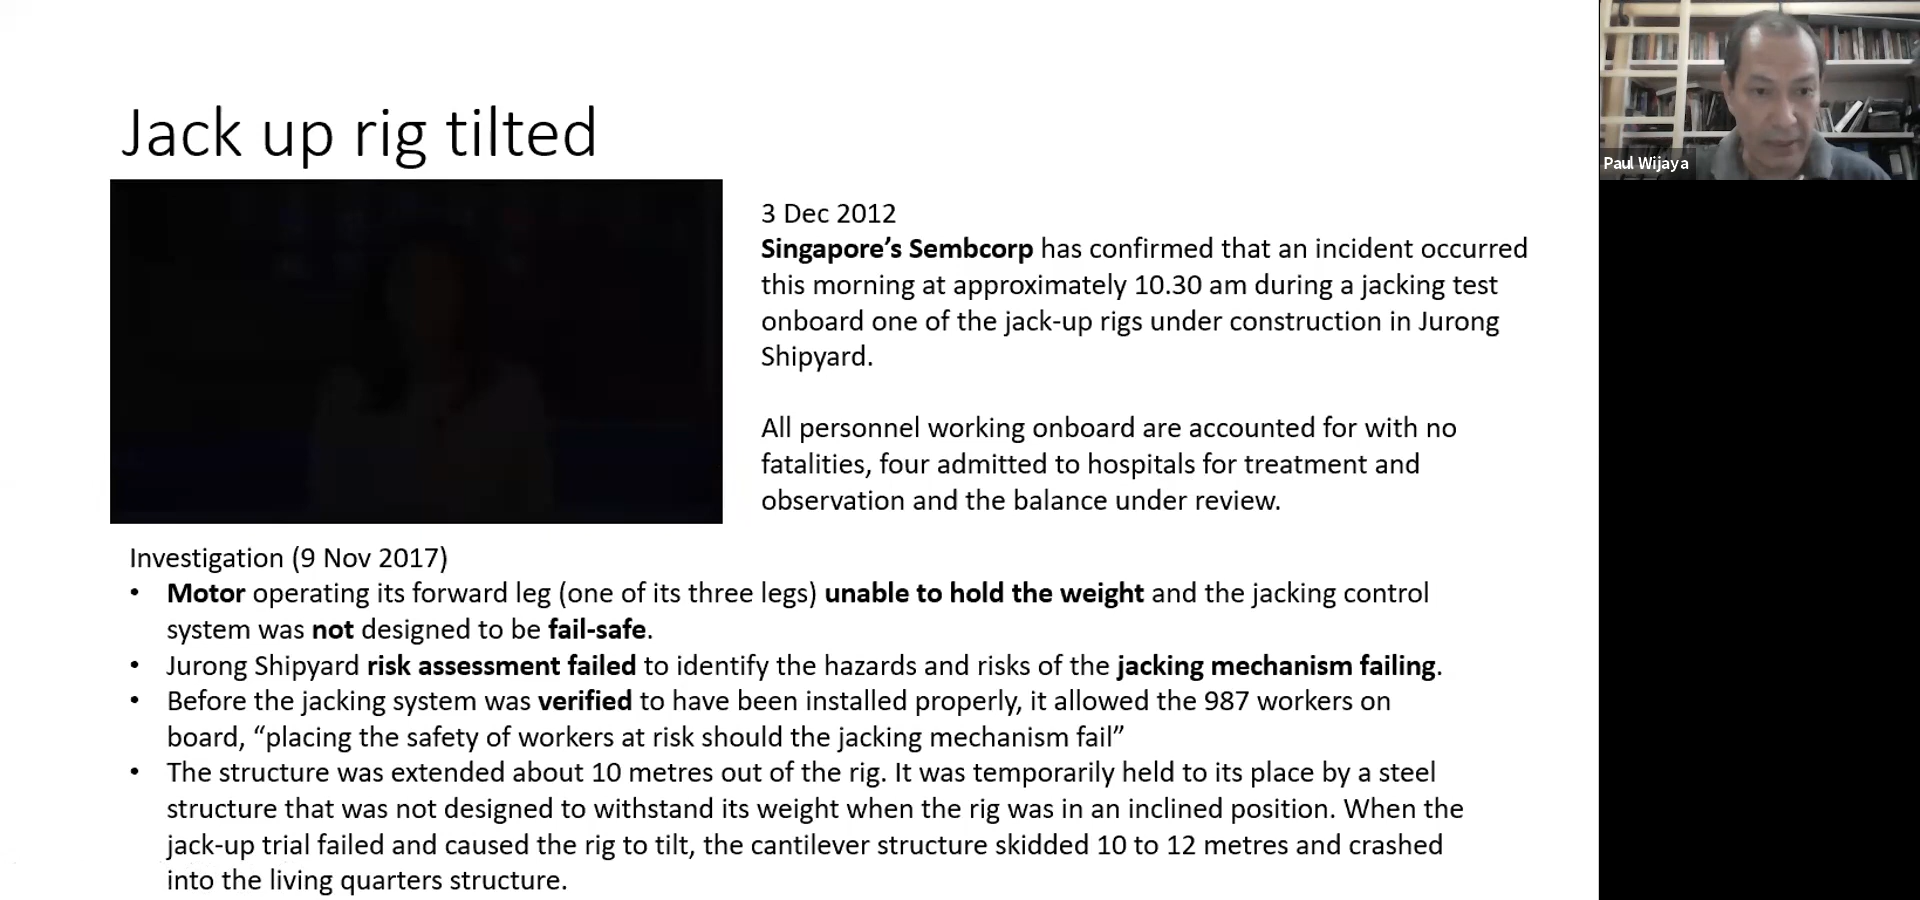 Jack up rig tilted
Paul Wijaya
3 Dec 2012
Singapore’s Sembcorp has confirmed that an incident occurred
this morning at approximately 10.30 am during a jacking test
onboard one of the jack-up rigs under construction in Jurong
Shipyard.
All personnel working onboard are accounted for with no
fatalities, four admitted to hospitals for treatment and
observation and the balance under review.
Investigation (9 Nov 2017)
• Motor operating its forward leg (one of its three legs) unable to hold the weight and the jacking control
system was not designed to be fail-safe.
• Jurong Shipyard risk assessment failed to identify the hazards and risks of the jacking mechanism failing.
• Before the jacking system was verified to have been installed properly, it allowed the 987 workers on
board, “placing the safety of workers at risk should the jacking mechanism fail”
• The structure was extended about 10 metres out of the rig. It was temporarily held to its place by a steel
structure that was not designed to withstand its weight when the rig was in an inclined position. When the
jack-up trial failed and caused the rig to tilt, the cantilever structure skidded 10 to 12 metres and crashed
into the living quarters structure.